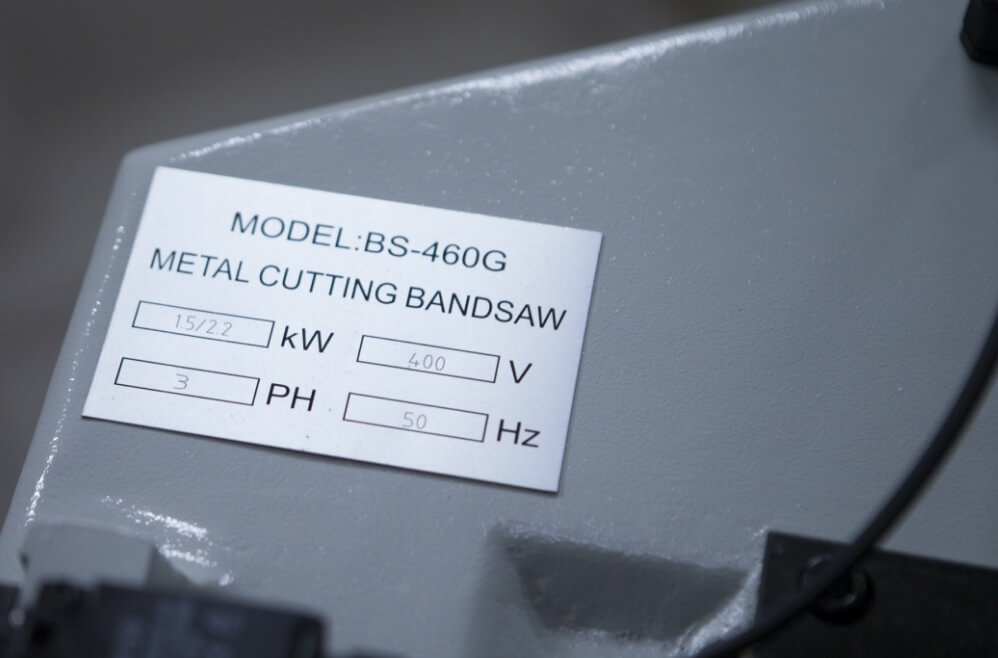 MODEL:BS-460G
METAL CUTTING BANDSAW
1.5/2.2 kW 400 V
3 PH 50 Hz